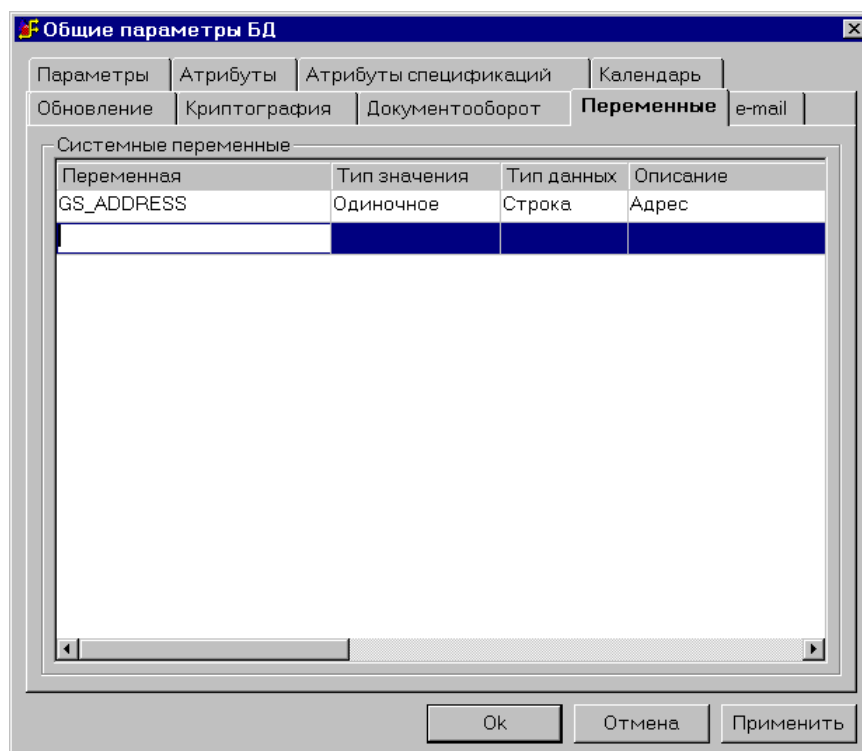 Общие параметры БД
Параметры Атрибуты Атрибуты спецификаций Календарь
Обновление Криптография Документооборот Переменные e-mail
Системные переменные
Переменная Тип значения Тип данных Описание
GS_ADDRESS Одиночное Строка Адрес
Ok Отмена Применить